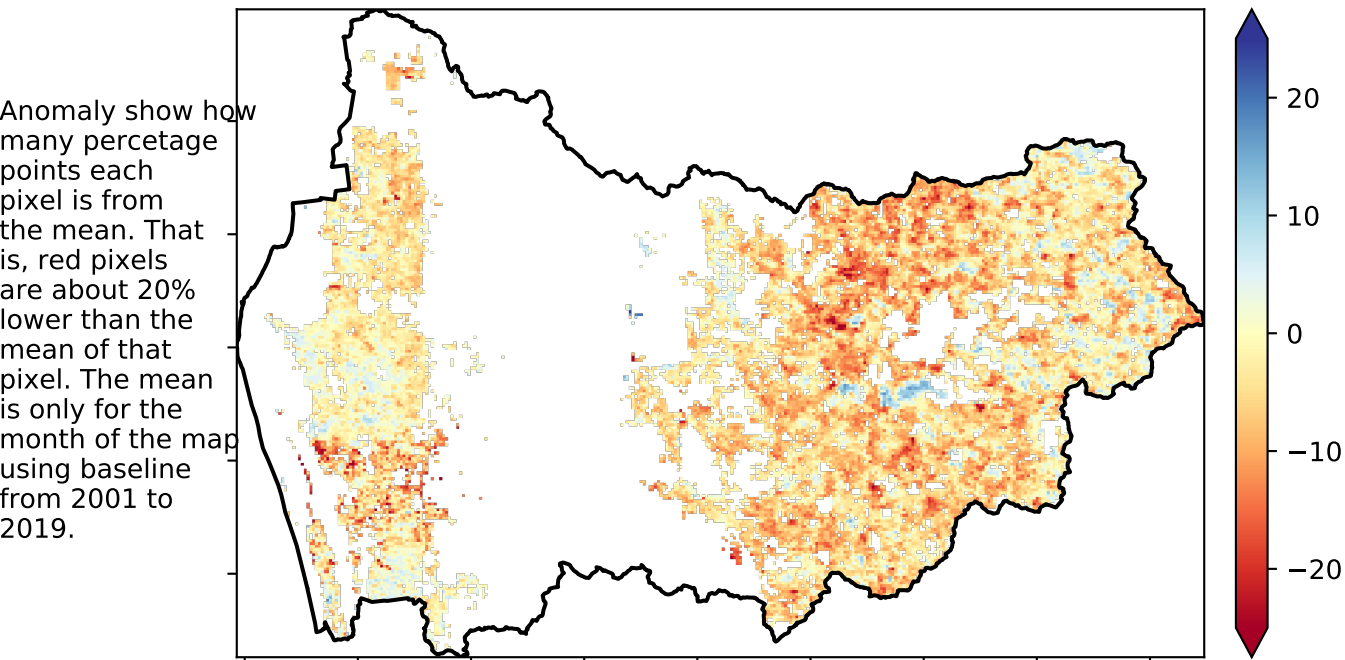 Anomaly show how
many percetage
points each
pixel is from
the mean. That
is, red pixels
are about 20%
lower than the
mean of that
pixel. The mean
is only for the
month of the map
using baseline
from 2001 to
2019.
20
10
0
−10
−20